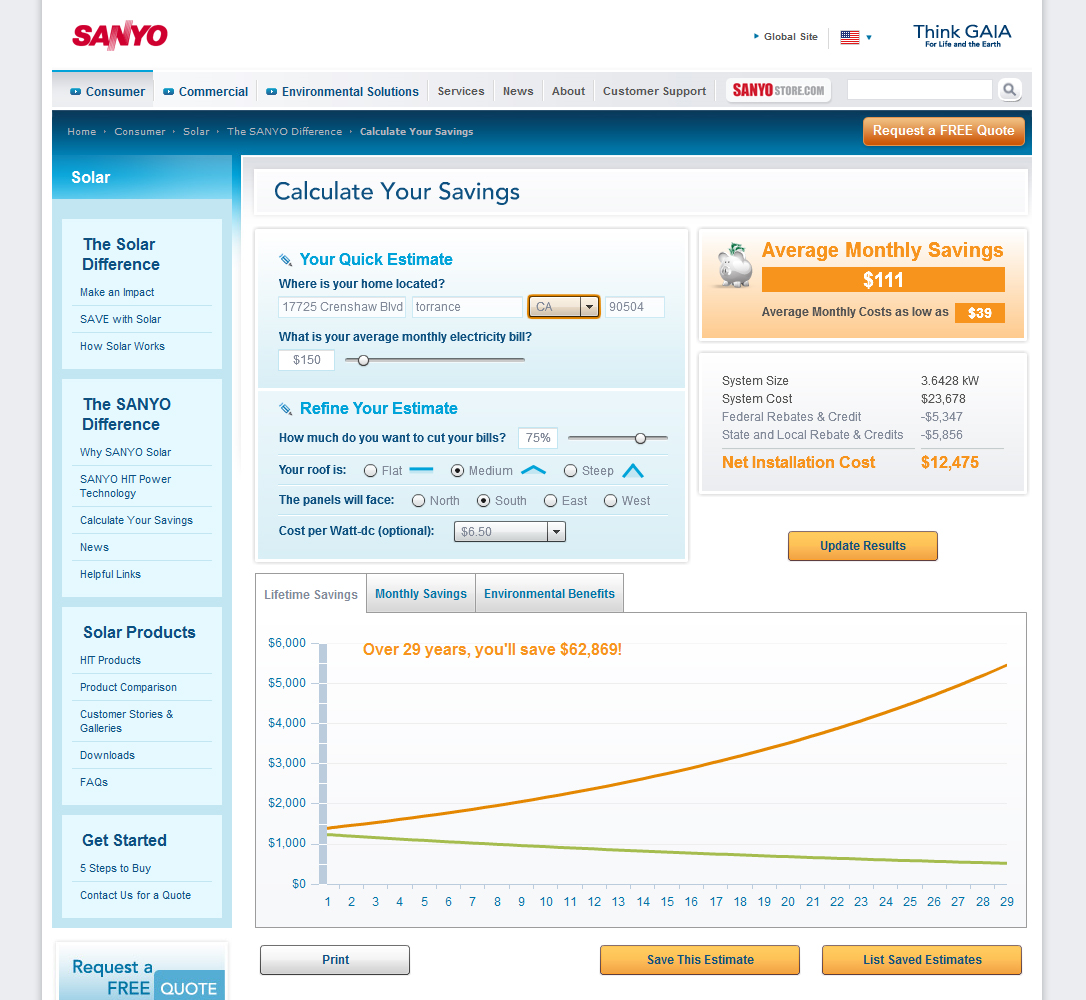 SANYO
Global Site
Think GAIA
For Life and the Earth
Consumer
Commercial
Environmental Solutions
Services
News
About
Customer Support
SANYO STORE.COM
Home · Consumer · Solar · The SANYO Difference · Calculate Your Savings
Request a FREE Quote
Solar
The Solar
Difference
Make an Impact
SAVE with Solar
How Solar Works
The SANYO
Difference
Why SANYO Solar
SANYO HIT Power
Technology
Calculate Your Savings
News
Helpful Links
Solar Products
HIT Products
Product Comparison
Customer Stories &
Galleries
Downloads
FAQs
Get Started
5 Steps to Buy
Contact Us for a Quote
Request a
FREE QUOTE
Calculate Your Savings
Your Quick Estimate
Where is your home located?
17725 Crenshaw Blvd torrance CA 90504
What is your average monthly electricity bill?
$150
Refine Your Estimate
How much do you want to cut your bills? 75%
Your roof is: Flat Medium Steep
The panels will face: North South East West
Cost per Watt-dc (optional): $6.50
Average Monthly Savings
$111
Average Monthly Costs as low as $39
System Size 3.6428 kW
System Cost $23,678
Federal Rebates & Credit -$5,347
State and Local Rebate & Credits -$5,856
Net Installation Cost $12,475
Update Results
Lifetime Savings
Monthly Savings
Environmental Benefits
Over 29 years, you'll save $62,869!
$6,000
$5,000
$4,000
$3,000
$2,000
$1,000
$0
1 2 3 4 5 6 7 8 9 10 11 12 13 14 15 16 17 18 19 20 21 22 23 24 25 26 27 28 29
Print
Save This Estimate
List Saved Estimates